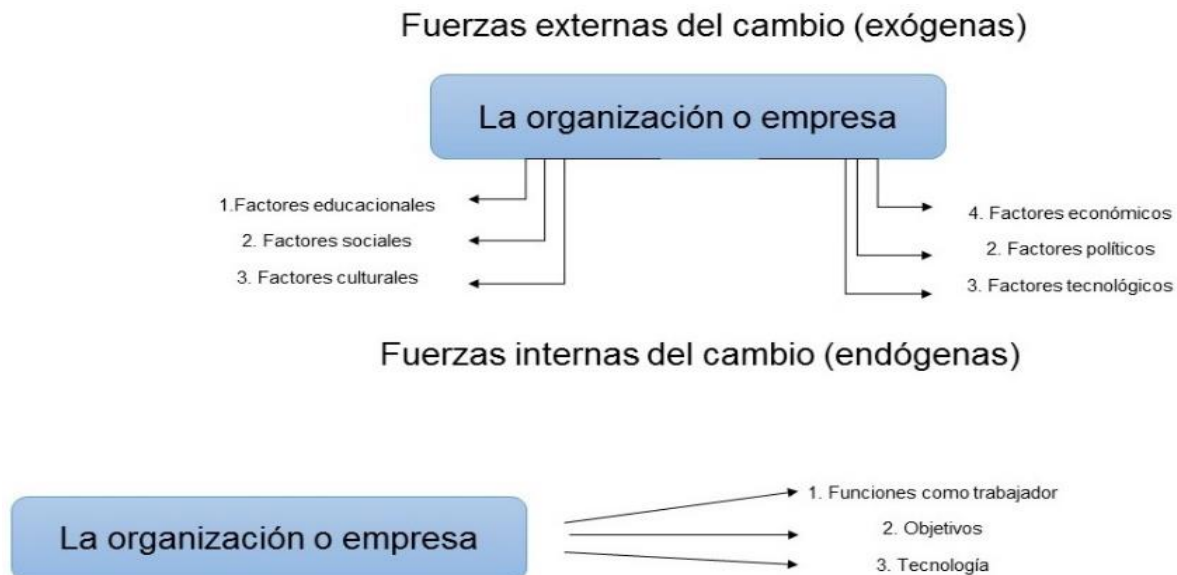 Fuerzas externas del cambio (exógenas)
La organización o empresa
1.Factores educacionales
2. Factores sociales
3. Factores culturales
4. Factores económicos
2. Factores políticos
3. Factores tecnológicos
Fuerzas internas del cambio (endógenas)
La organización o empresa
1. Funciones como trabajador
2. Objetivos
3. Tecnología